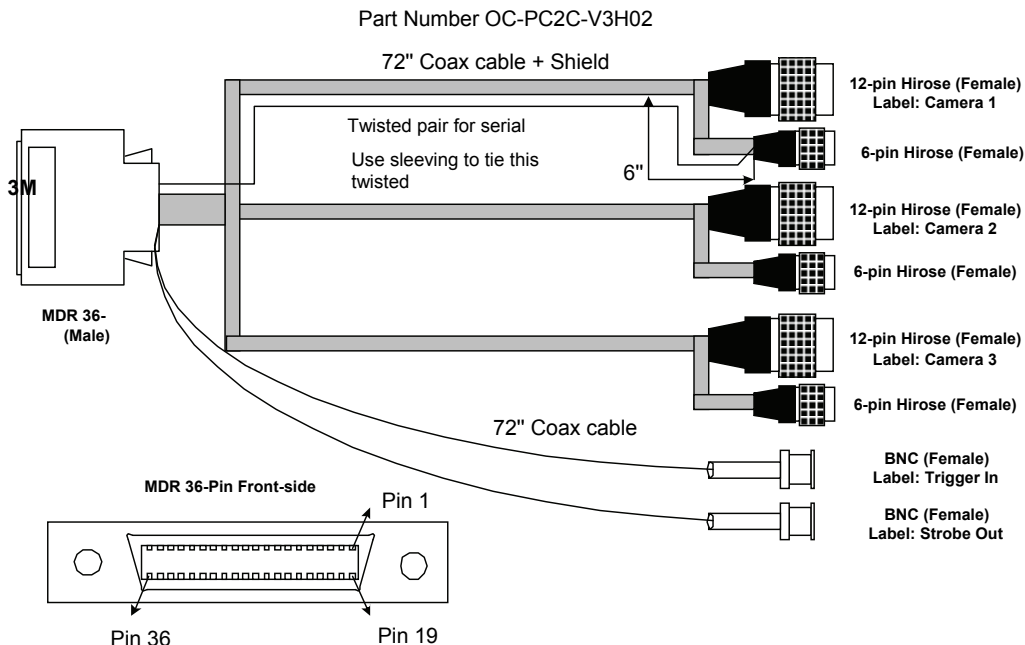 Part Number OC-PC2C-V3H02
72" Coax cable + Shield
12-pin Hirose (Female)
Label: Camera 1
Twisted pair for serial
Use sleeving to tie this
twisted
6-pin Hirose (Female)
6"
3M
12-pin Hirose (Female)
Label: Camera 2
6-pin Hirose (Female)
MDR 36-
(Male)
12-pin Hirose (Female)
Label: Camera 3
6-pin Hirose (Female)
72" Coax cable
BNC (Female)
Label: Trigger In
MDR 36-Pin Front-side
Pin 1
BNC (Female)
Label: Strobe Out
Pin 36
Pin 19